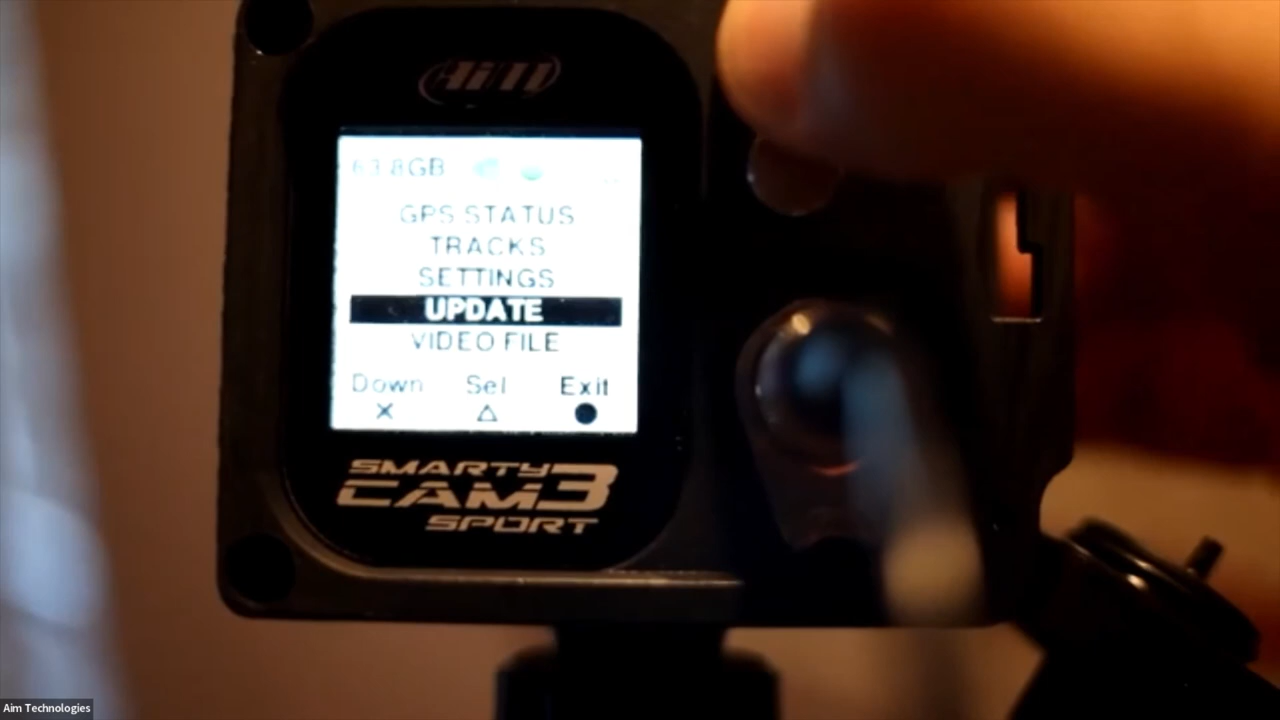 AiM
63.8GB
GPS STATUS
TRACKS
SETTINGS
UPDATE
VIDEO FILE
Down Sel Exit
SMARTY
CAM3
SPORT
Aim Technologies